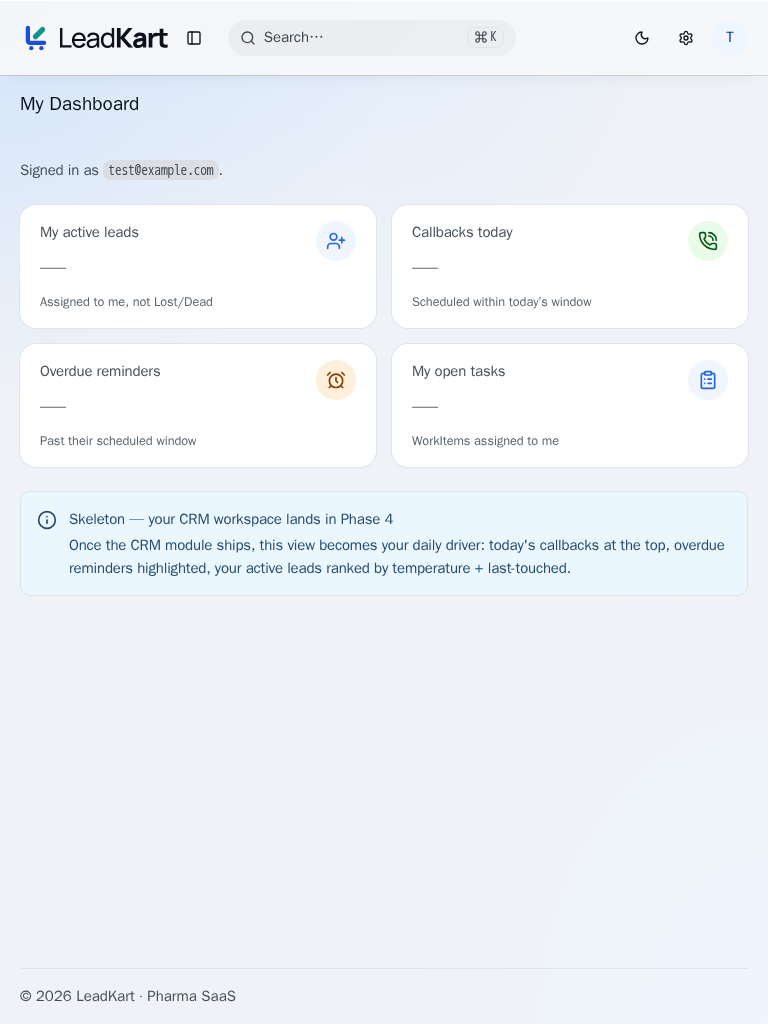 LeadKart
Search⋯
⌘K
T
My Dashboard
Signed in as test@example.com.
My active leads
—
Assigned to me, not Lost/Dead
Callbacks today
—
Scheduled within today's window
Overdue reminders
—
Past their scheduled window
My open tasks
—
WorkItems assigned to me
Skeleton — your CRM workspace lands in Phase 4
Once the CRM module ships, this view becomes your daily driver: today's callbacks at the top, overdue
reminders highlighted, your active leads ranked by temperature + last-touched.
© 2026 LeadKart · Pharma SaaS